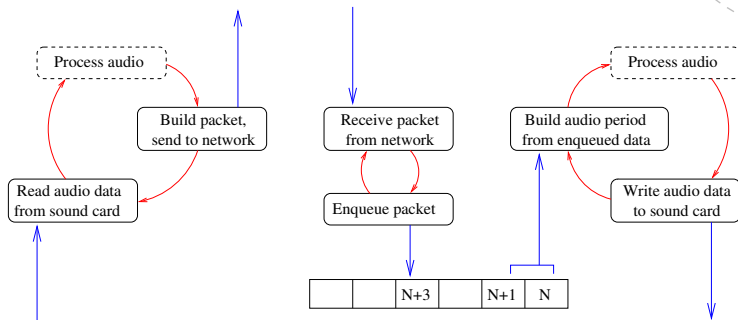 Process audio
Build packet,
send to network
Read audio data
from sound card
Receive packet
from network
Enqueue packet
N+3
N+1
N
Process audio
Build audio period
from enqueued data
Write audio data
to sound card